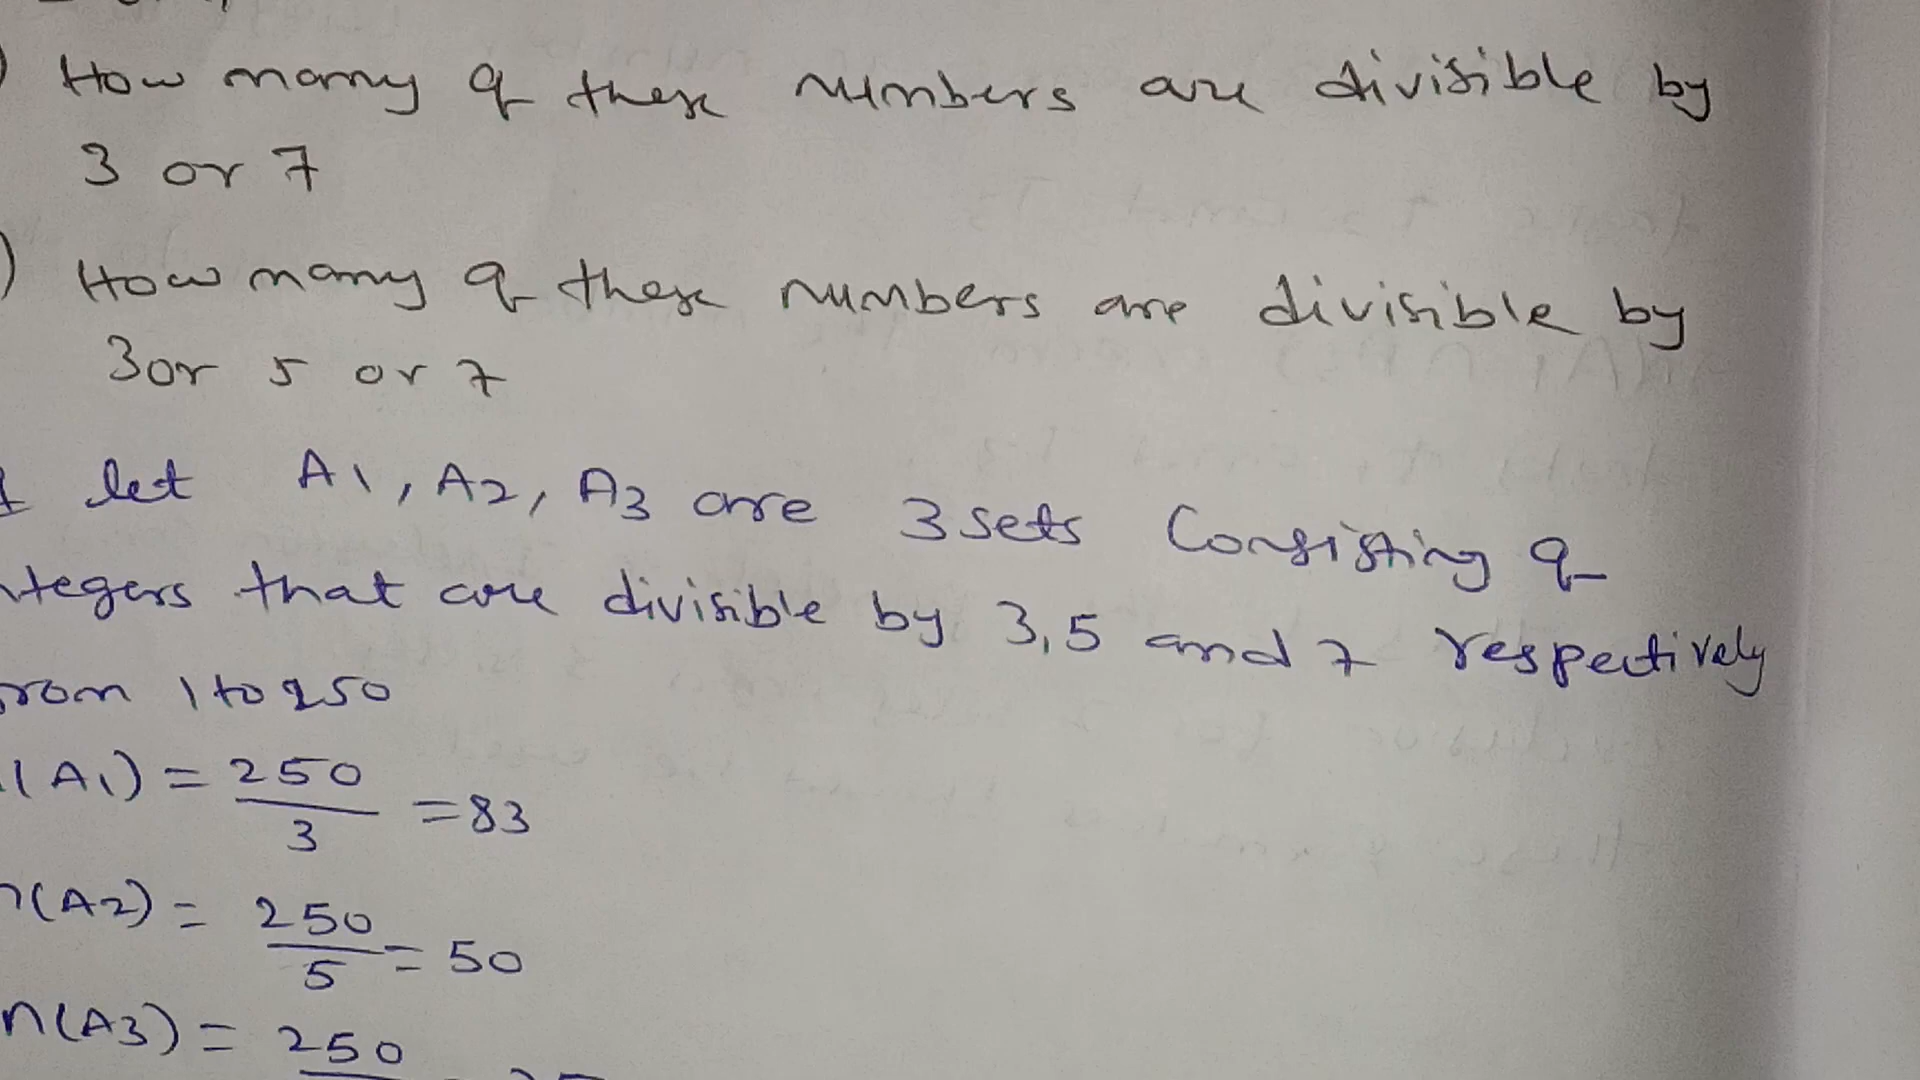 ) How many of these numbers are divisible by
3 or 7
) How many of these numbers are divisible by
3 or 5 or 7
let A1, A2, A3 are 3 sets Consisting of
ntegers that are divisible by 3, 5 and 7 respectively
rom 1 to 250
(A1) = 250/3 = 83
n(A2) = 250/5 = 50
n(A3) = 250